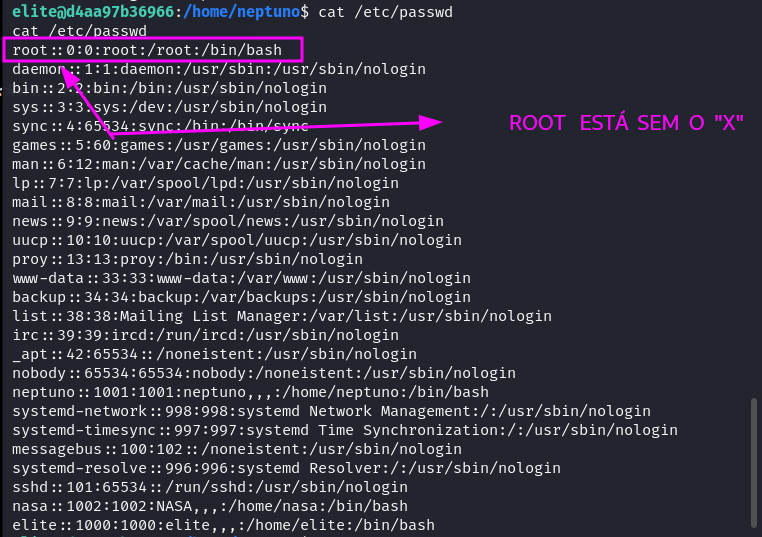 elite@d4aa97b36966:/home/neptuno$ cat /etc/passwd
cat /etc/passwd
root::0:0:root:/root:/bin/bash
daemon::1:1:daemon:/usr/sbin:/usr/sbin/nologin
bin::2:2:bin:/bin:/usr/sbin/nologin
sys::3:3:sys:/dev:/usr/sbin/nologin
sync::4:65534:sync:/bin:/bin/sync
ROOT ESTÁ SEM O "X"
games::5:60:games:/usr/games:/usr/sbin/nologin
man::6:12:man:/var/cache/man:/usr/sbin/nologin
lp::7:7:lp:/var/spool/lpd:/usr/sbin/nologin
mail::8:8:mail:/var/mail:/usr/sbin/nologin
news::9:9:news:/var/spool/news:/usr/sbin/nologin
uucp::10:10:uucp:/var/spool/uucp:/usr/sbin/nologin
proy::13:13:proy:/bin:/usr/sbin/nologin
www-data::33:33:www-data:/var/www:/usr/sbin/nologin
backup::34:34:backup:/var/backups:/usr/sbin/nologin
list::38:38:Mailing List Manager:/var/list:/usr/sbin/nologin
irc::39:39:ircd:/run/ircd:/usr/sbin/nologin
_apt::42:65534::/noneistent:/usr/sbin/nologin
nobody::65534:65534:nobody:/noneistent:/usr/sbin/nologin
neptuno::1001:1001:neptuno,,,:/home/neptuno:/bin/bash
systemd-network::998:998:systemd Network Management:/:/usr/sbin/nologin
systemd-timesync::997:997:systemd Time Synchronization:/:/usr/sbin/nologin
messagebus::100:102::/noneistent:/usr/sbin/nologin
systemd-resolve::996:996:systemd Resolver:/:/usr/sbin/nologin
sshd::101:65534::/run/sshd:/usr/sbin/nologin
nasa::1002:1002:NASA,,,:/home/nasa:/bin/bash
elite::1000:1000:elite,,,:/home/elite:/bin/bash